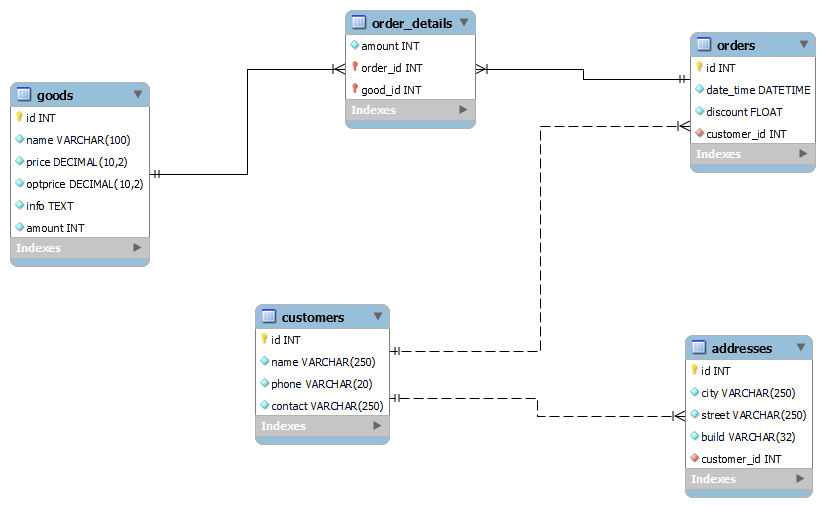 order_details
amount INT
order_id INT
good_id INT
Indexes
orders
id INT
date_time DATETIME
discount FLOAT
customer_id INT
Indexes
goods
id INT
name VARCHAR(100)
price DECIMAL(10,2)
optprice DECIMAL(10,2)
info TEXT
amount INT
Indexes
customers
id INT
name VARCHAR(250)
phone VARCHAR(20)
contact VARCHAR(250)
Indexes
addresses
id INT
city VARCHAR(250)
street VARCHAR(250)
build VARCHAR(32)
customer_id INT
Indexes